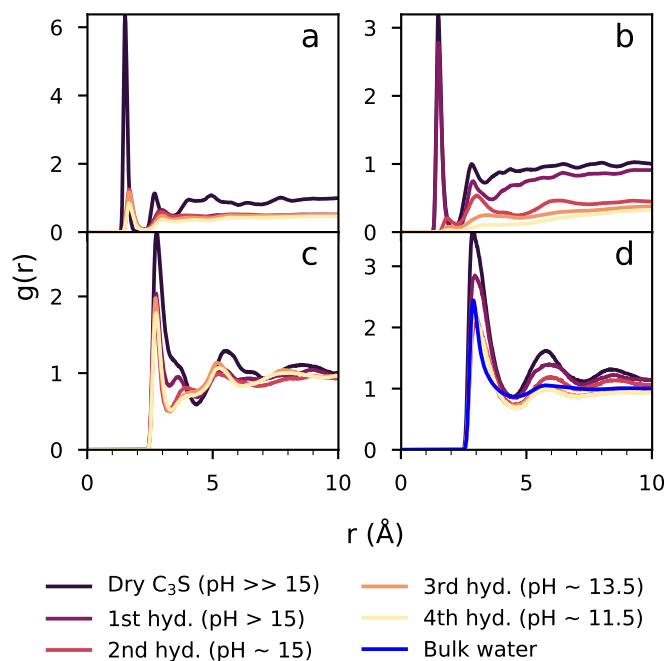 a
b
6
4
2
0
3
2
1
0
c
d
2
1
0
3
2
1
0
0 5 10
0 5 10
g(r)
r (Å)
Dry C₃S (pH >> 15)
1st hyd. (pH > 15)
2nd hyd. (pH ~ 15)
3rd hyd. (pH ~ 13.5)
4th hyd. (pH ~ 11.5)
Bulk water